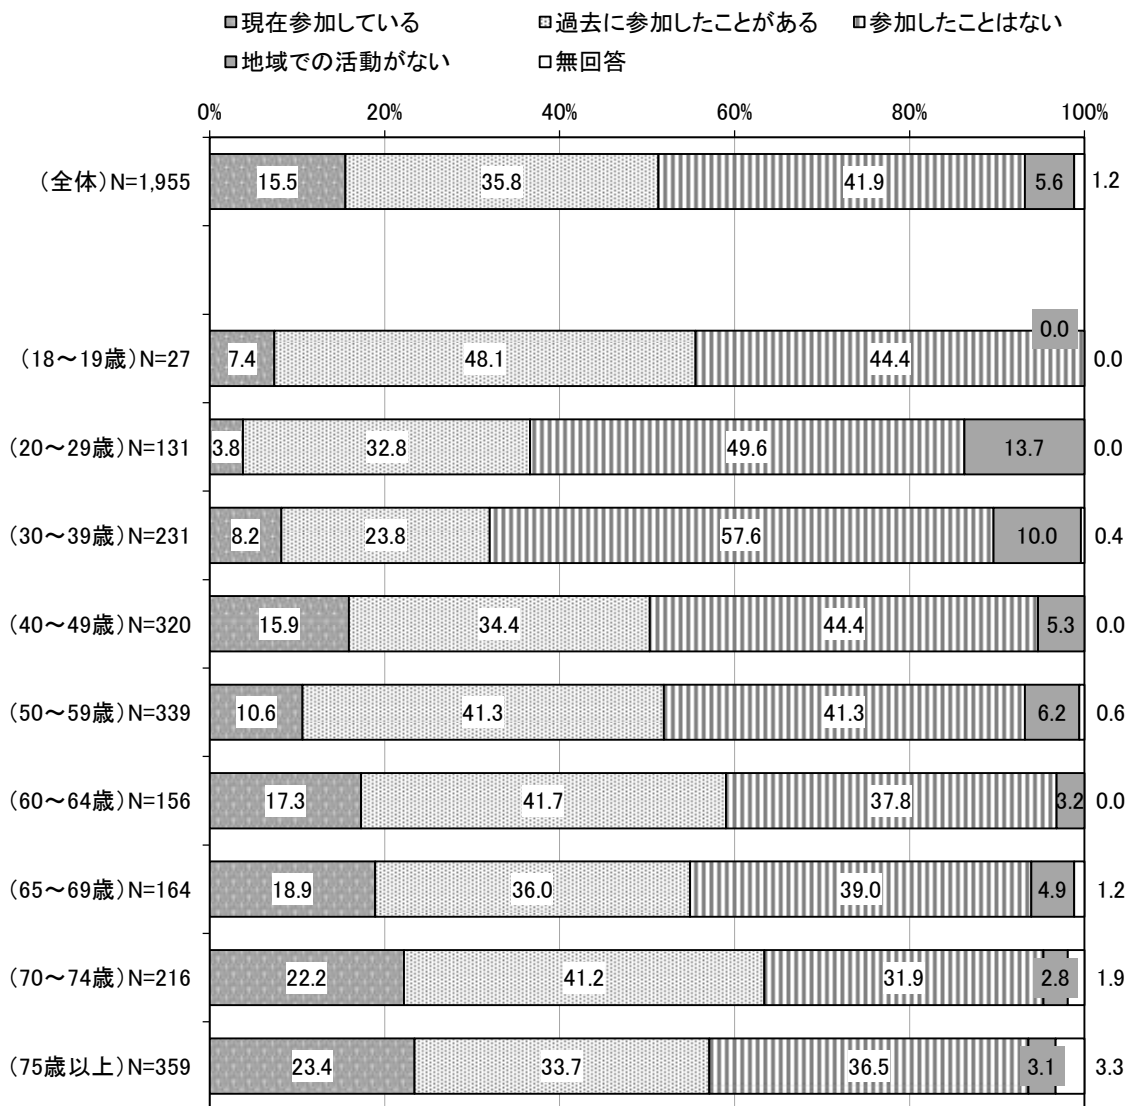 現在参加している 過去に参加したことがある 参加したことはない
地域での活動がない 無回答
0% 20% 40% 60% 80% 100%
(全体)N=1,955 15.5 35.8 41.9 5.6 1.2
(18～19歳)N=27 7.4 48.1 44.4 0.0 0.0
(20～29歳)N=131 3.8 32.8 49.6 13.7 0.0
(30～39歳)N=231 8.2 23.8 57.6 10.0 0.4
(40～49歳)N=320 15.9 34.4 44.4 5.3 0.0
(50～59歳)N=339 10.6 41.3 41.3 6.2 0.6
(60～64歳)N=156 17.3 41.7 37.8 3.2 0.0
(65～69歳)N=164 18.9 36.0 39.0 4.9 1.2
(70～74歳)N=216 22.2 41.2 31.9 2.8 1.9
(75歳以上)N=359 23.4 33.7 36.5 3.1 3.3